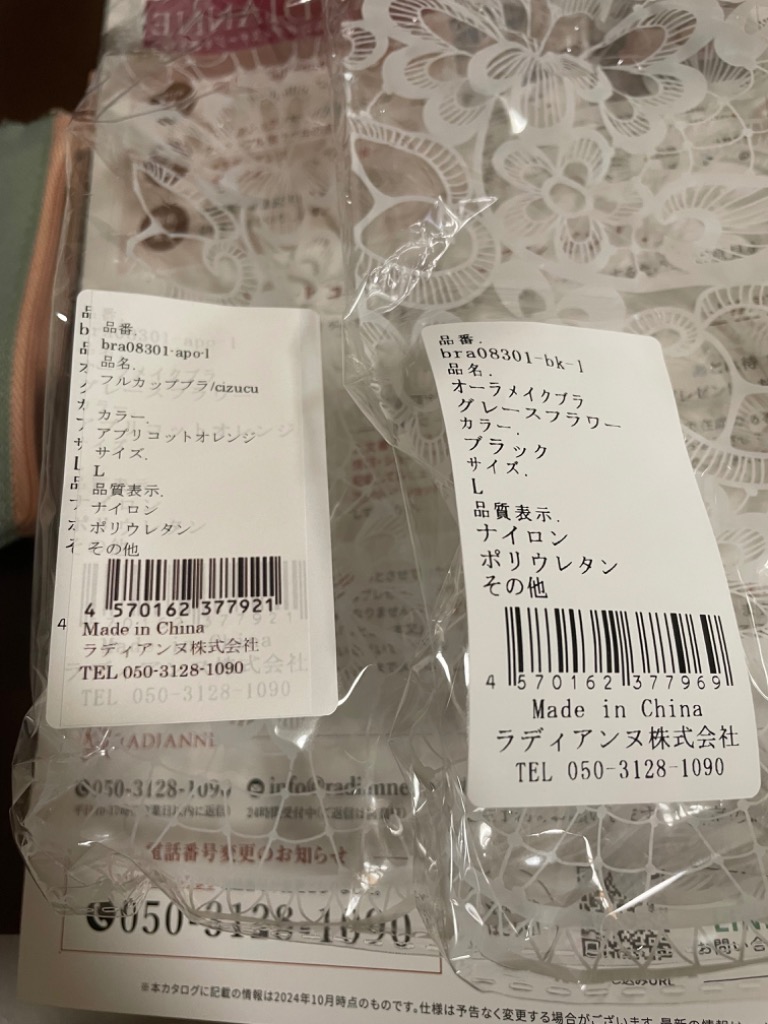 DIANNE
品番.
bra08301-apo-l
品名.
フルカップブラ/cizucu
カラー.
アプリコットオレンジ
サイズ.
L
品質表示.
ナイロン
ポリウレタン
その他
4 570162 377921
Made in China
ラディアンヌ株式会社
TEL 050-3128-1090
TEL 050-3128-1090
品番.
bra08301-bk-l
品名.
オーラメイクブラ
グレースフラワー
カラー.
ブラック
サイズ.
L
品質表示.
ナイロン
ポリウレタン
その他
4 570162 377969
Made in China
ラディアンヌ株式会社
TEL 050-3128-1090
RADIANNE
050-3128-1090
電話番号変更のお知らせ
050-3128-1090
お問い合
※本カタログに記載の情報は2024年10月時点のものです。仕様は予告なく変更する場合がございます。